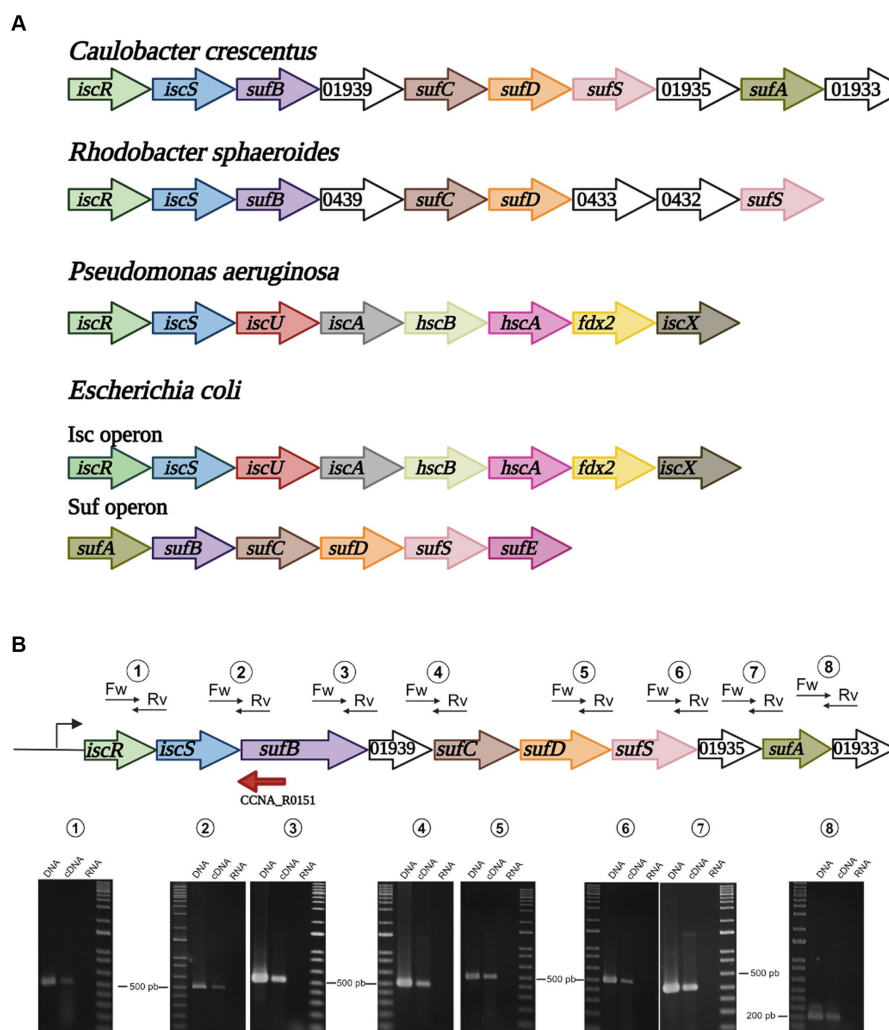 A
Caulobacter crescentus
iscR iscS sufB 01939 sufC sufD sufS 01935 sufA 01933
Rhodobacter sphaeroides
iscR iscS sufB 0439 sufC sufD 0433 0432 sufS
Pseudomonas aeruginosa
iscR iscS iscU iscA hscB hscA fdx2 iscX
Escherichia coli
Isc operon
iscR iscS iscU iscA hscB hscA fdx2 iscX
Suf operon
sufA sufB sufC sufD sufS sufE
B
1 2 3 4 5 6 7 8
Fw Rv Fw Rv Fw Rv Fw Rv Fw Rv Fw Rv Fw Rv Fw Rv
iscR iscS sufB 01939 sufC sufD sufS 01935 sufA 01933
CCNA_R0151
1 2 3 4 5 6 7 8
DNA cDNA RNA DNA cDNA RNA DNA cDNA RNA DNA cDNA RNA DNA cDNA RNA DNA cDNA RNA DNA cDNA RNA DNA cDNA RNA
500 pb 500 pb 500 pb 500 pb
200 pb